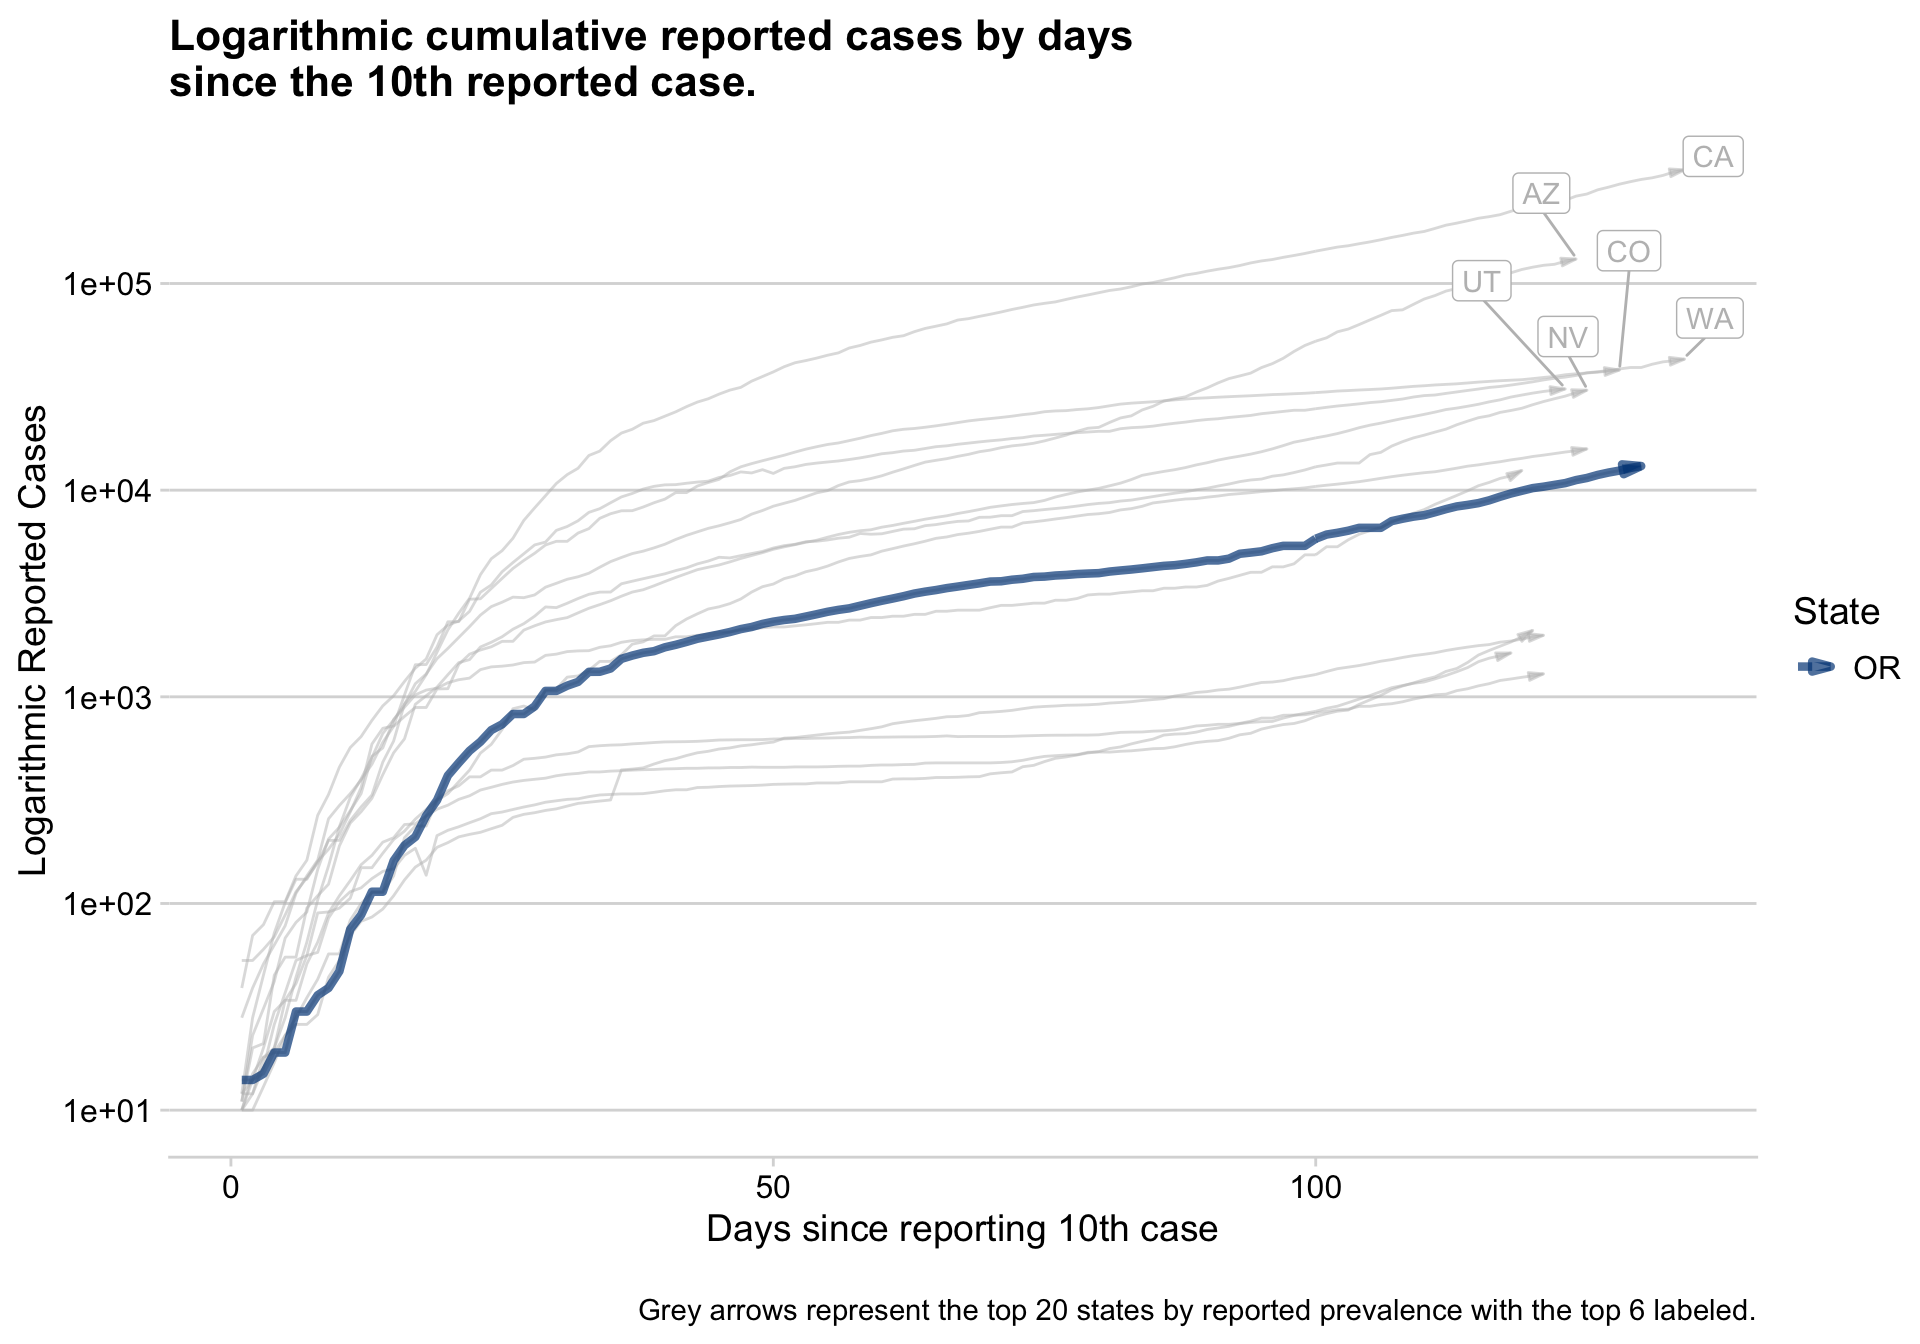 Logarithmic cumulative reported cases by days
since the 10th reported case.
CA
AZ
CO
UT
WA
NV
1e+05
1e+04
1e+03
1e+02
1e+01
Logarithmic Reported Cases
State
OR
0 50 100
Days since reporting 10th case
Grey arrows represent the top 20 states by reported prevalence with the top 6 labeled.